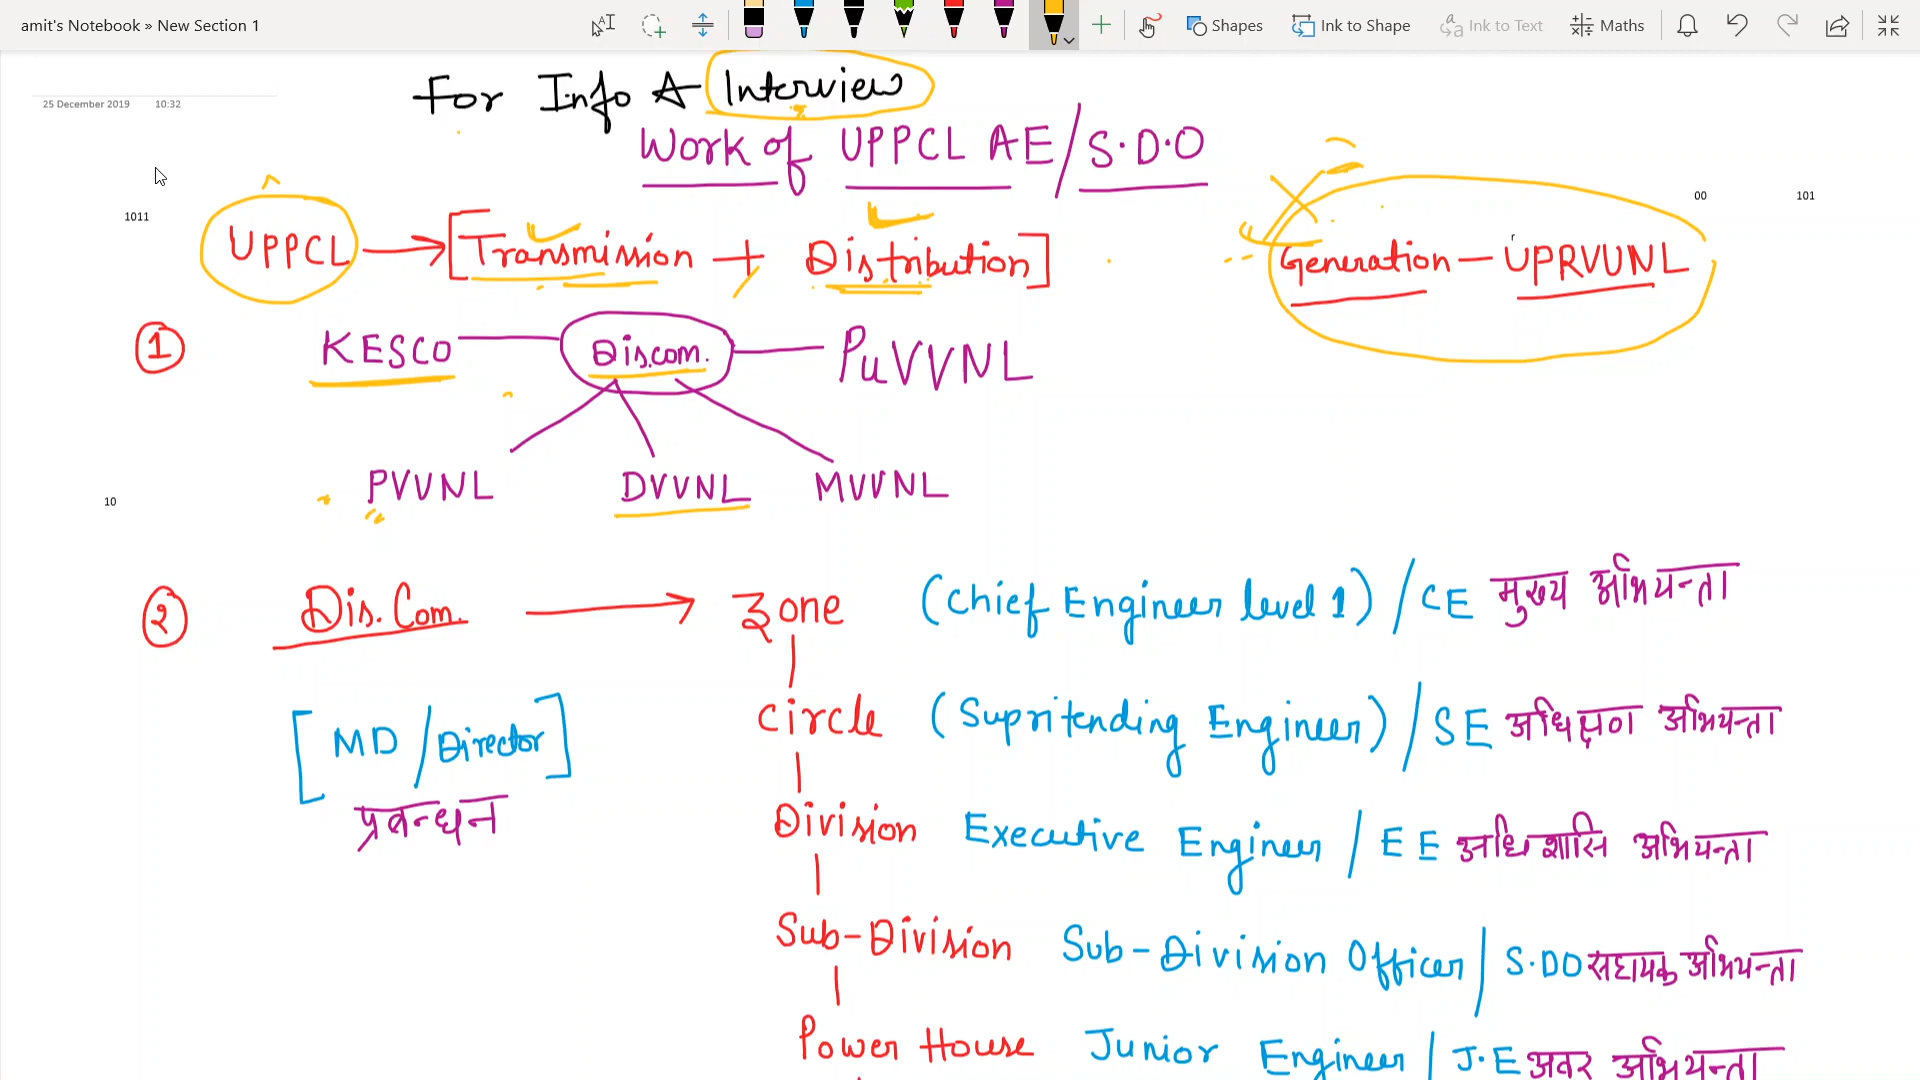 amit's Notebook » New Section 1
Ink to Shape
Shapes
Ink to Text
Maths
25 December 2019 10:32
For Info & Interview
Work of UPPCL AE/S.D.O
00 101
1011
UPPCL → [Transmission + Distribution]
Generation — UPRVUNL
1 KESCO Dis.com. PuVVNL
PVVNL DVVNL MVVNL
10
2 Dis.Com. → Zone (Chief Engineer level 1) / CE मुख्य अभियन्ता
[MD/Director] Circle (Supritending Engineer) / SE अधिक्षण अभियन्ता
प्रबन्धन Division Executive Engineer / EE अधिशासि अभियन्ता
Sub-Division Sub-Division Officer / S.DO सहायक अभियन्ता
Power House Junior Engineer / J.E अवर अभियन्ता